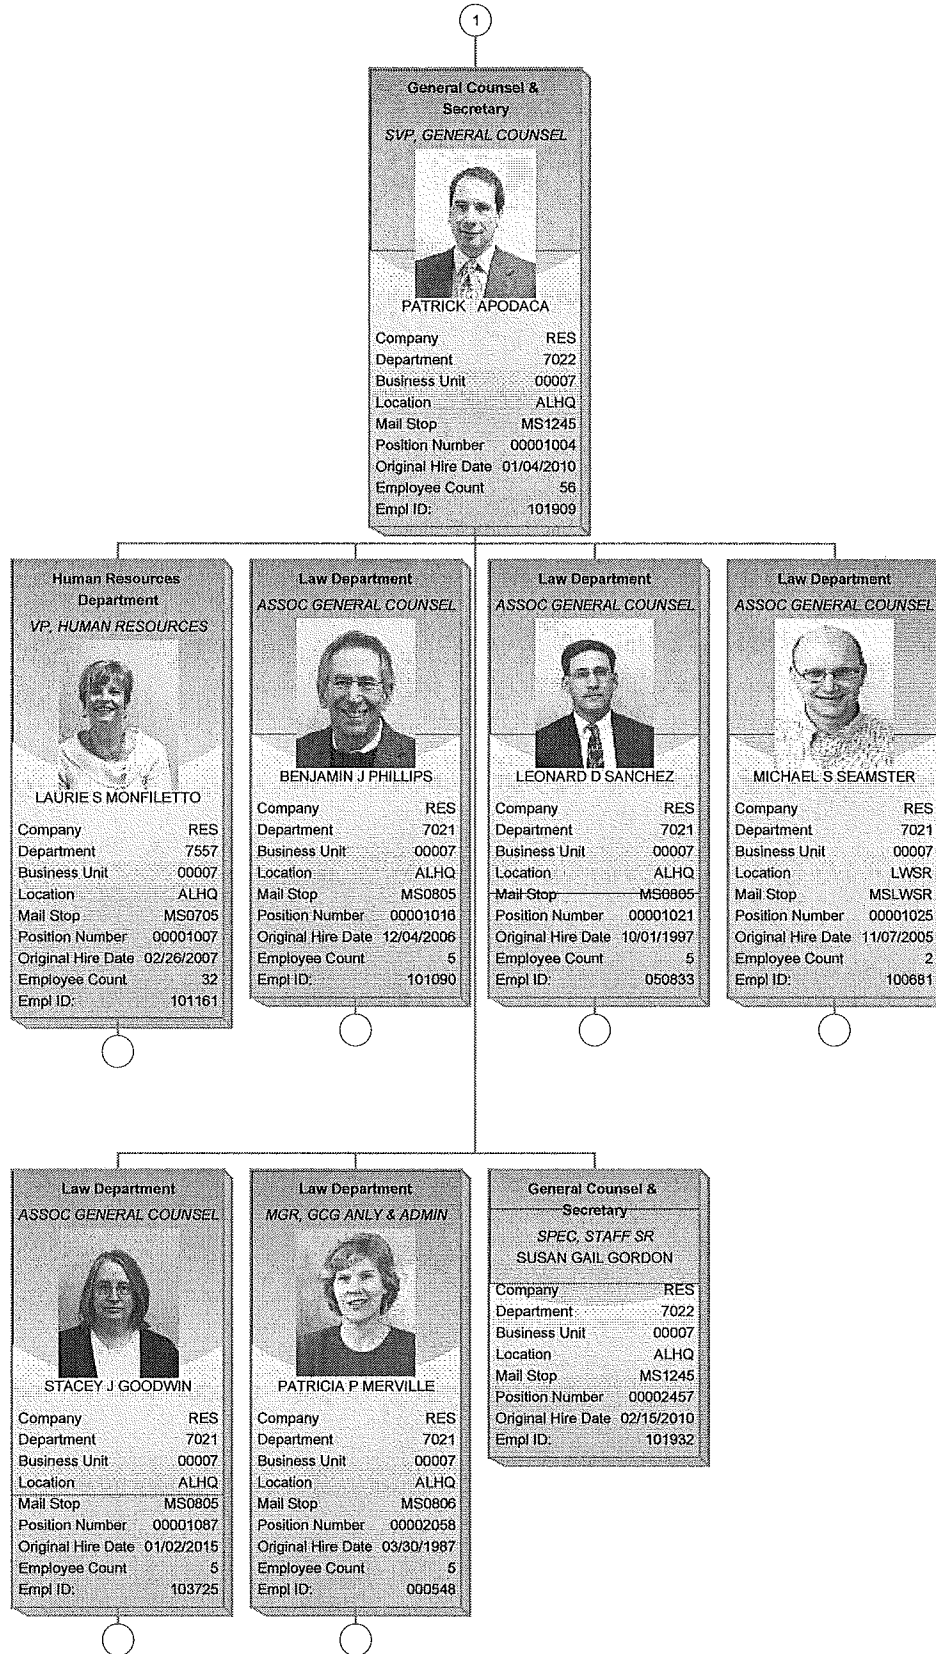 1
General Counsel &
Secretary
SVP, GENERAL COUNSEL
PATRICK APODACA
Company RES
Department 7022
Business Unit 00007
Location ALHQ
Mail Stop MS1245
Position Number 00001004
Original Hire Date 01/04/2010
Employee Count 56
Empl ID: 101909
Human Resources
Department
VP, HUMAN RESOURCES
LAURIE S MONFILETTO
Company RES
Department 7557
Business Unit 00007
Location ALHQ
Mail Stop MS0705
Position Number 00001007
Original Hire Date 02/26/2007
Employee Count 32
Empl ID: 101161
Law Department
ASSOC GENERAL COUNSEL
BENJAMIN J PHILLIPS
Company RES
Department 7021
Business Unit 00007
Location ALHQ
Mail Stop MS0805
Position Number 00001016
Original Hire Date 12/04/2006
Employee Count 5
Empl ID: 101090
Law Department
ASSOC GENERAL COUNSEL
LEONARD D SANCHEZ
Company RES
Department 7021
Business Unit 00007
Location ALHQ
Mail Stop MS0805
Position Number 00001021
Original Hire Date 10/01/1997
Employee Count 5
Empl ID: 050833
Law Department
ASSOC GENERAL COUNSEL
MICHAEL S SEAMSTER
Company RES
Department 7021
Business Unit 00007
Location LWSR
Mail Stop MSLWSR
Position Number 00001025
Original Hire Date 11/07/2005
Employee Count 2
Empl ID: 100681
Law Department
ASSOC GENERAL COUNSEL
STACEY J GOODWIN
Company RES
Department 7021
Business Unit 00007
Location ALHQ
Mail Stop MS0805
Position Number 00001087
Original Hire Date 01/02/2015
Employee Count 5
Empl ID: 103725
Law Department
MGR, GCG ANLY & ADMIN
PATRICIA P MERVILLE
Company RES
Department 7021
Business Unit 00007
Location ALHQ
Mail Stop MS0806
Position Number 00002058
Original Hire Date 03/30/1987
Employee Count 5
Empl ID: 000548
General Counsel &
Secretary
SPEC, STAFF SR
SUSAN GAIL GORDON
Company RES
Department 7022
Business Unit 00007
Location ALHQ
Mail Stop MS1245
Position Number 00002457
Original Hire Date 02/15/2010
Empl ID: 101932